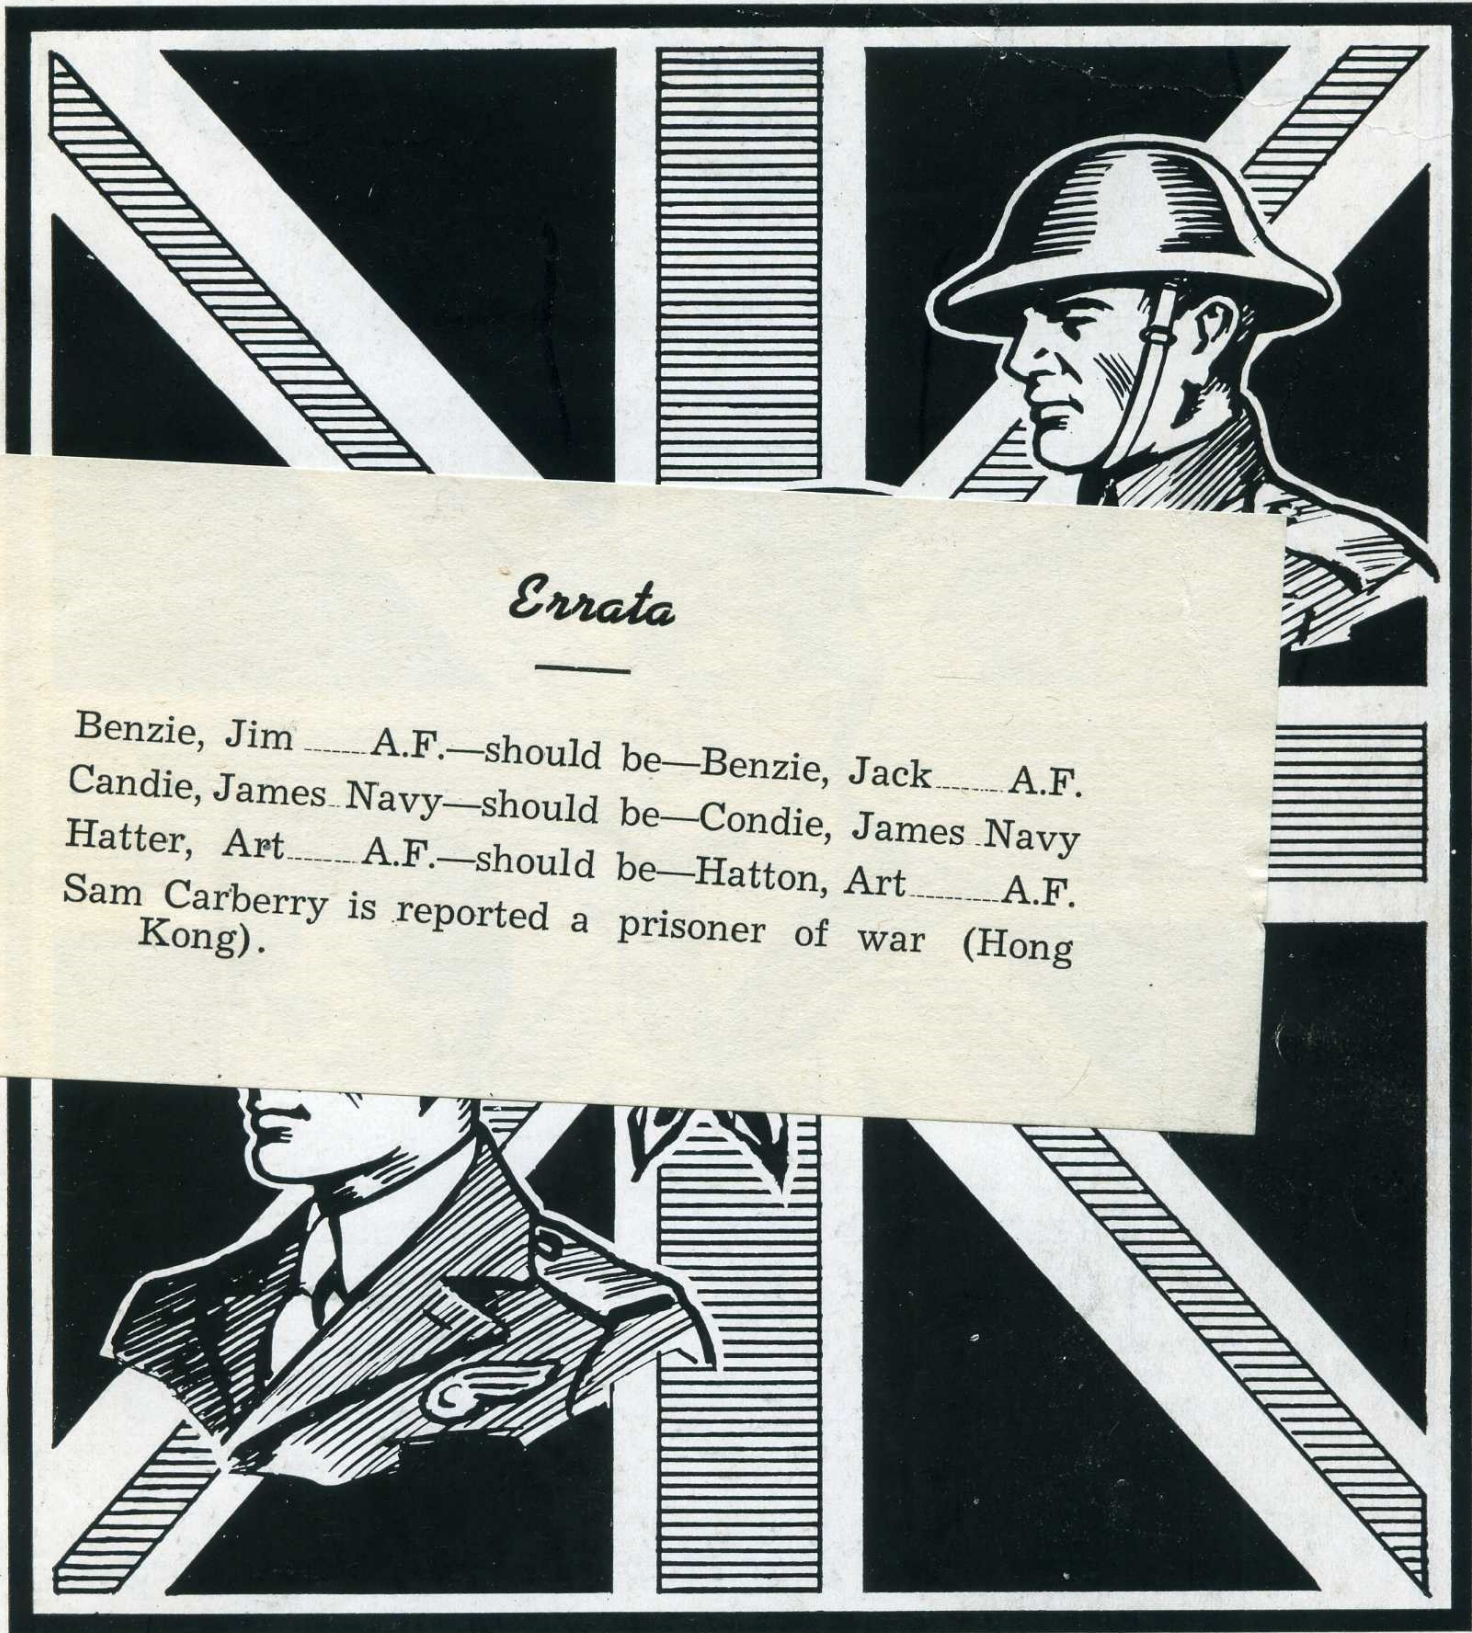 Errata
Benzie, Jim ........ A.F.—should be—Benzie, Jack ........ A.F.
Candie, James .. Navy—should be—Condie, James .. Navy
Hatter, Art ........ A.F.—should be—Hatton, Art .......... A.F.
Sam Carberry is reported a prisoner of war (Hong
Kong).